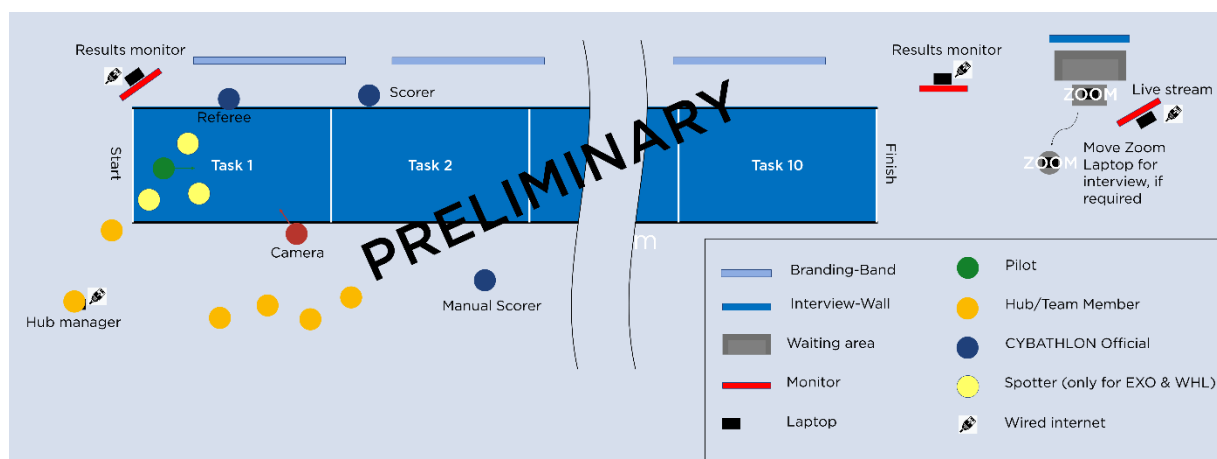 Results monitor
Results monitor
Live stream
ZOOM
Scorer
Referee
Start
Task 1
Task 2
Task 10
Finish
PRELIMINARY
ZOOM
Move Zoom
Laptop for
interview, if
required
Camera
m
Manual Scorer
Hub manager
Branding-Band
Interview-Wall
Waiting area
Monitor
Laptop
Pilot
Hub/Team Member
CYBATHLON Official
Spotter (only for EXO & WHL)
Wired internet